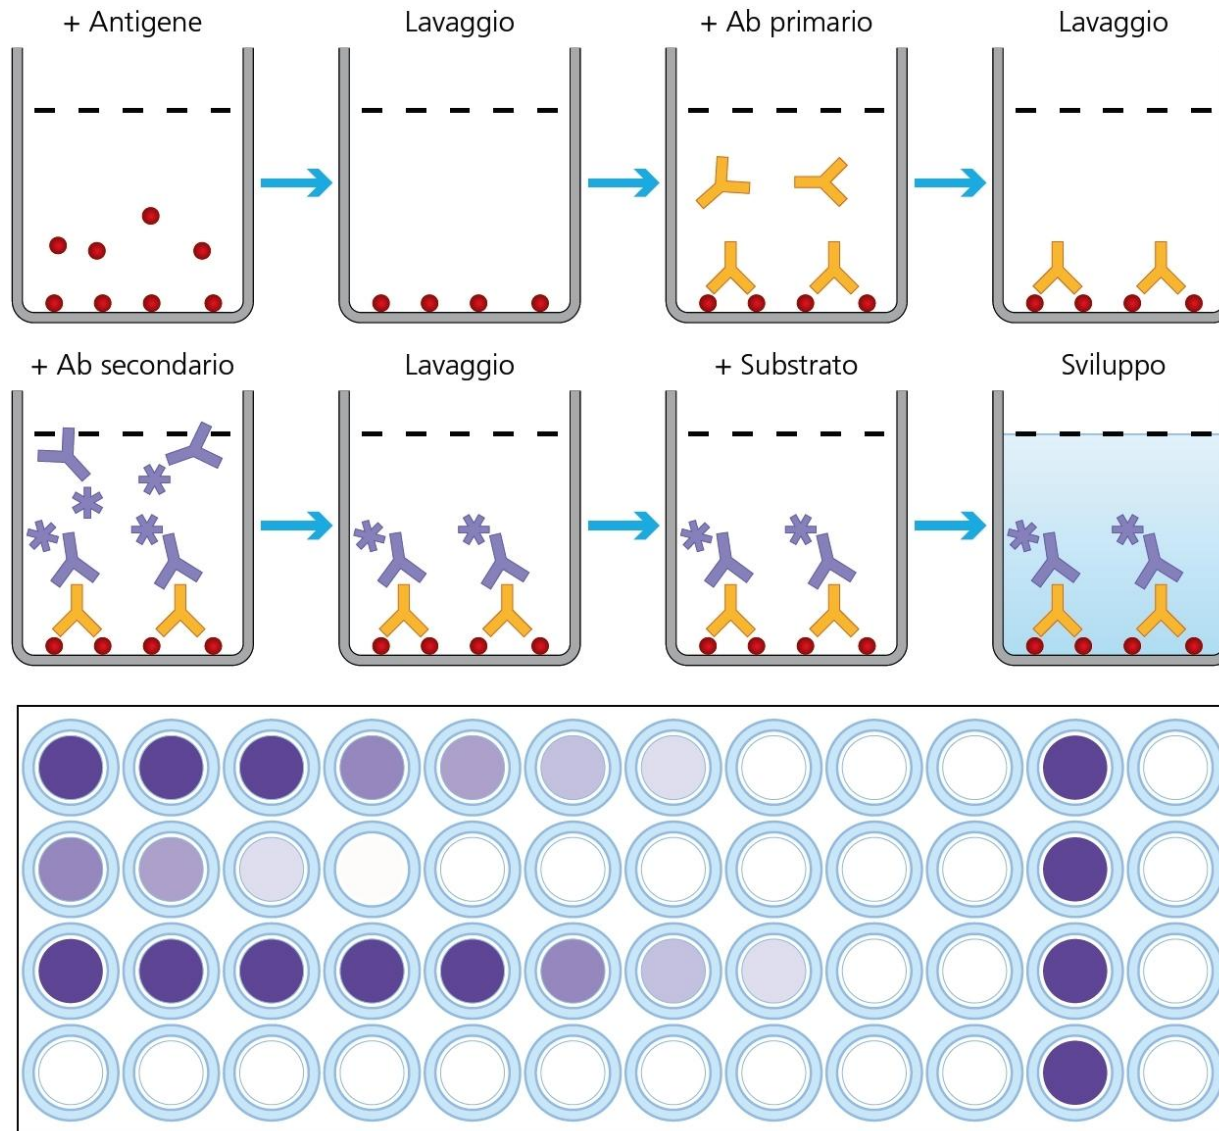 + Antigene
Lavaggio
+ Ab primario
Lavaggio
+ Ab secondario
Lavaggio
+ Substrato
Sviluppo